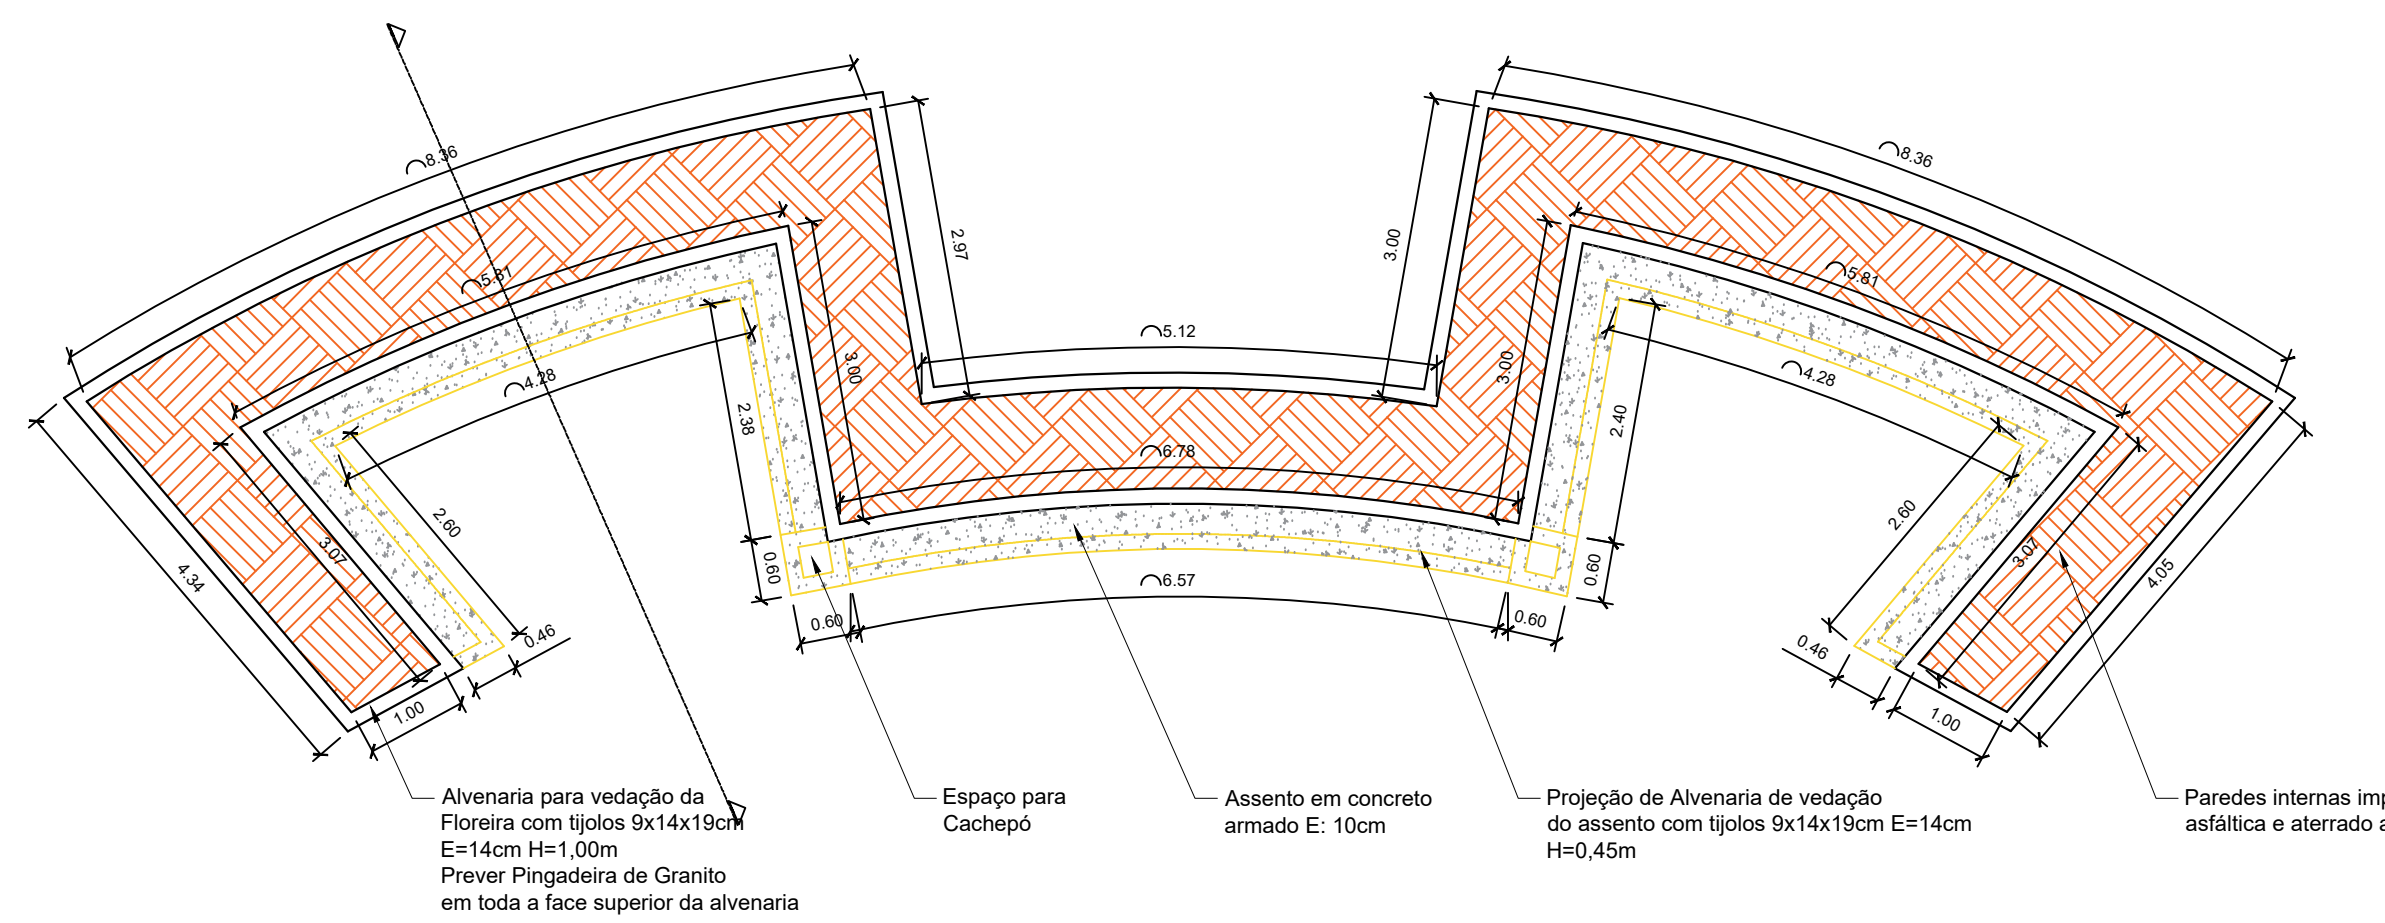 8.36
8.36
2.97
3.00
5.81
5.81
5.12
3.00
3.00
4.28
4.28
2.38
2.40
6.78
2.60
2.60
3.07
3.07
4.34
4.05
0.60
0.60
6.57
0.60
0.60
0.46
0.46
1.00
1.00
Alvenaria para vedação da
Floreira com tijolos 9x14x19cm
E=14cm H=1,00m
Prever Pingadeira de Granito
em toda a face superior da alvenaria
Espaço para
Cachepó
Assento em concreto
armado E: 10cm
Projeção de Alvenaria de vedação
do assento com tijolos 9x14x19cm E=14cm
H=0,45m
Paredes internas
asfáltica e aterrado